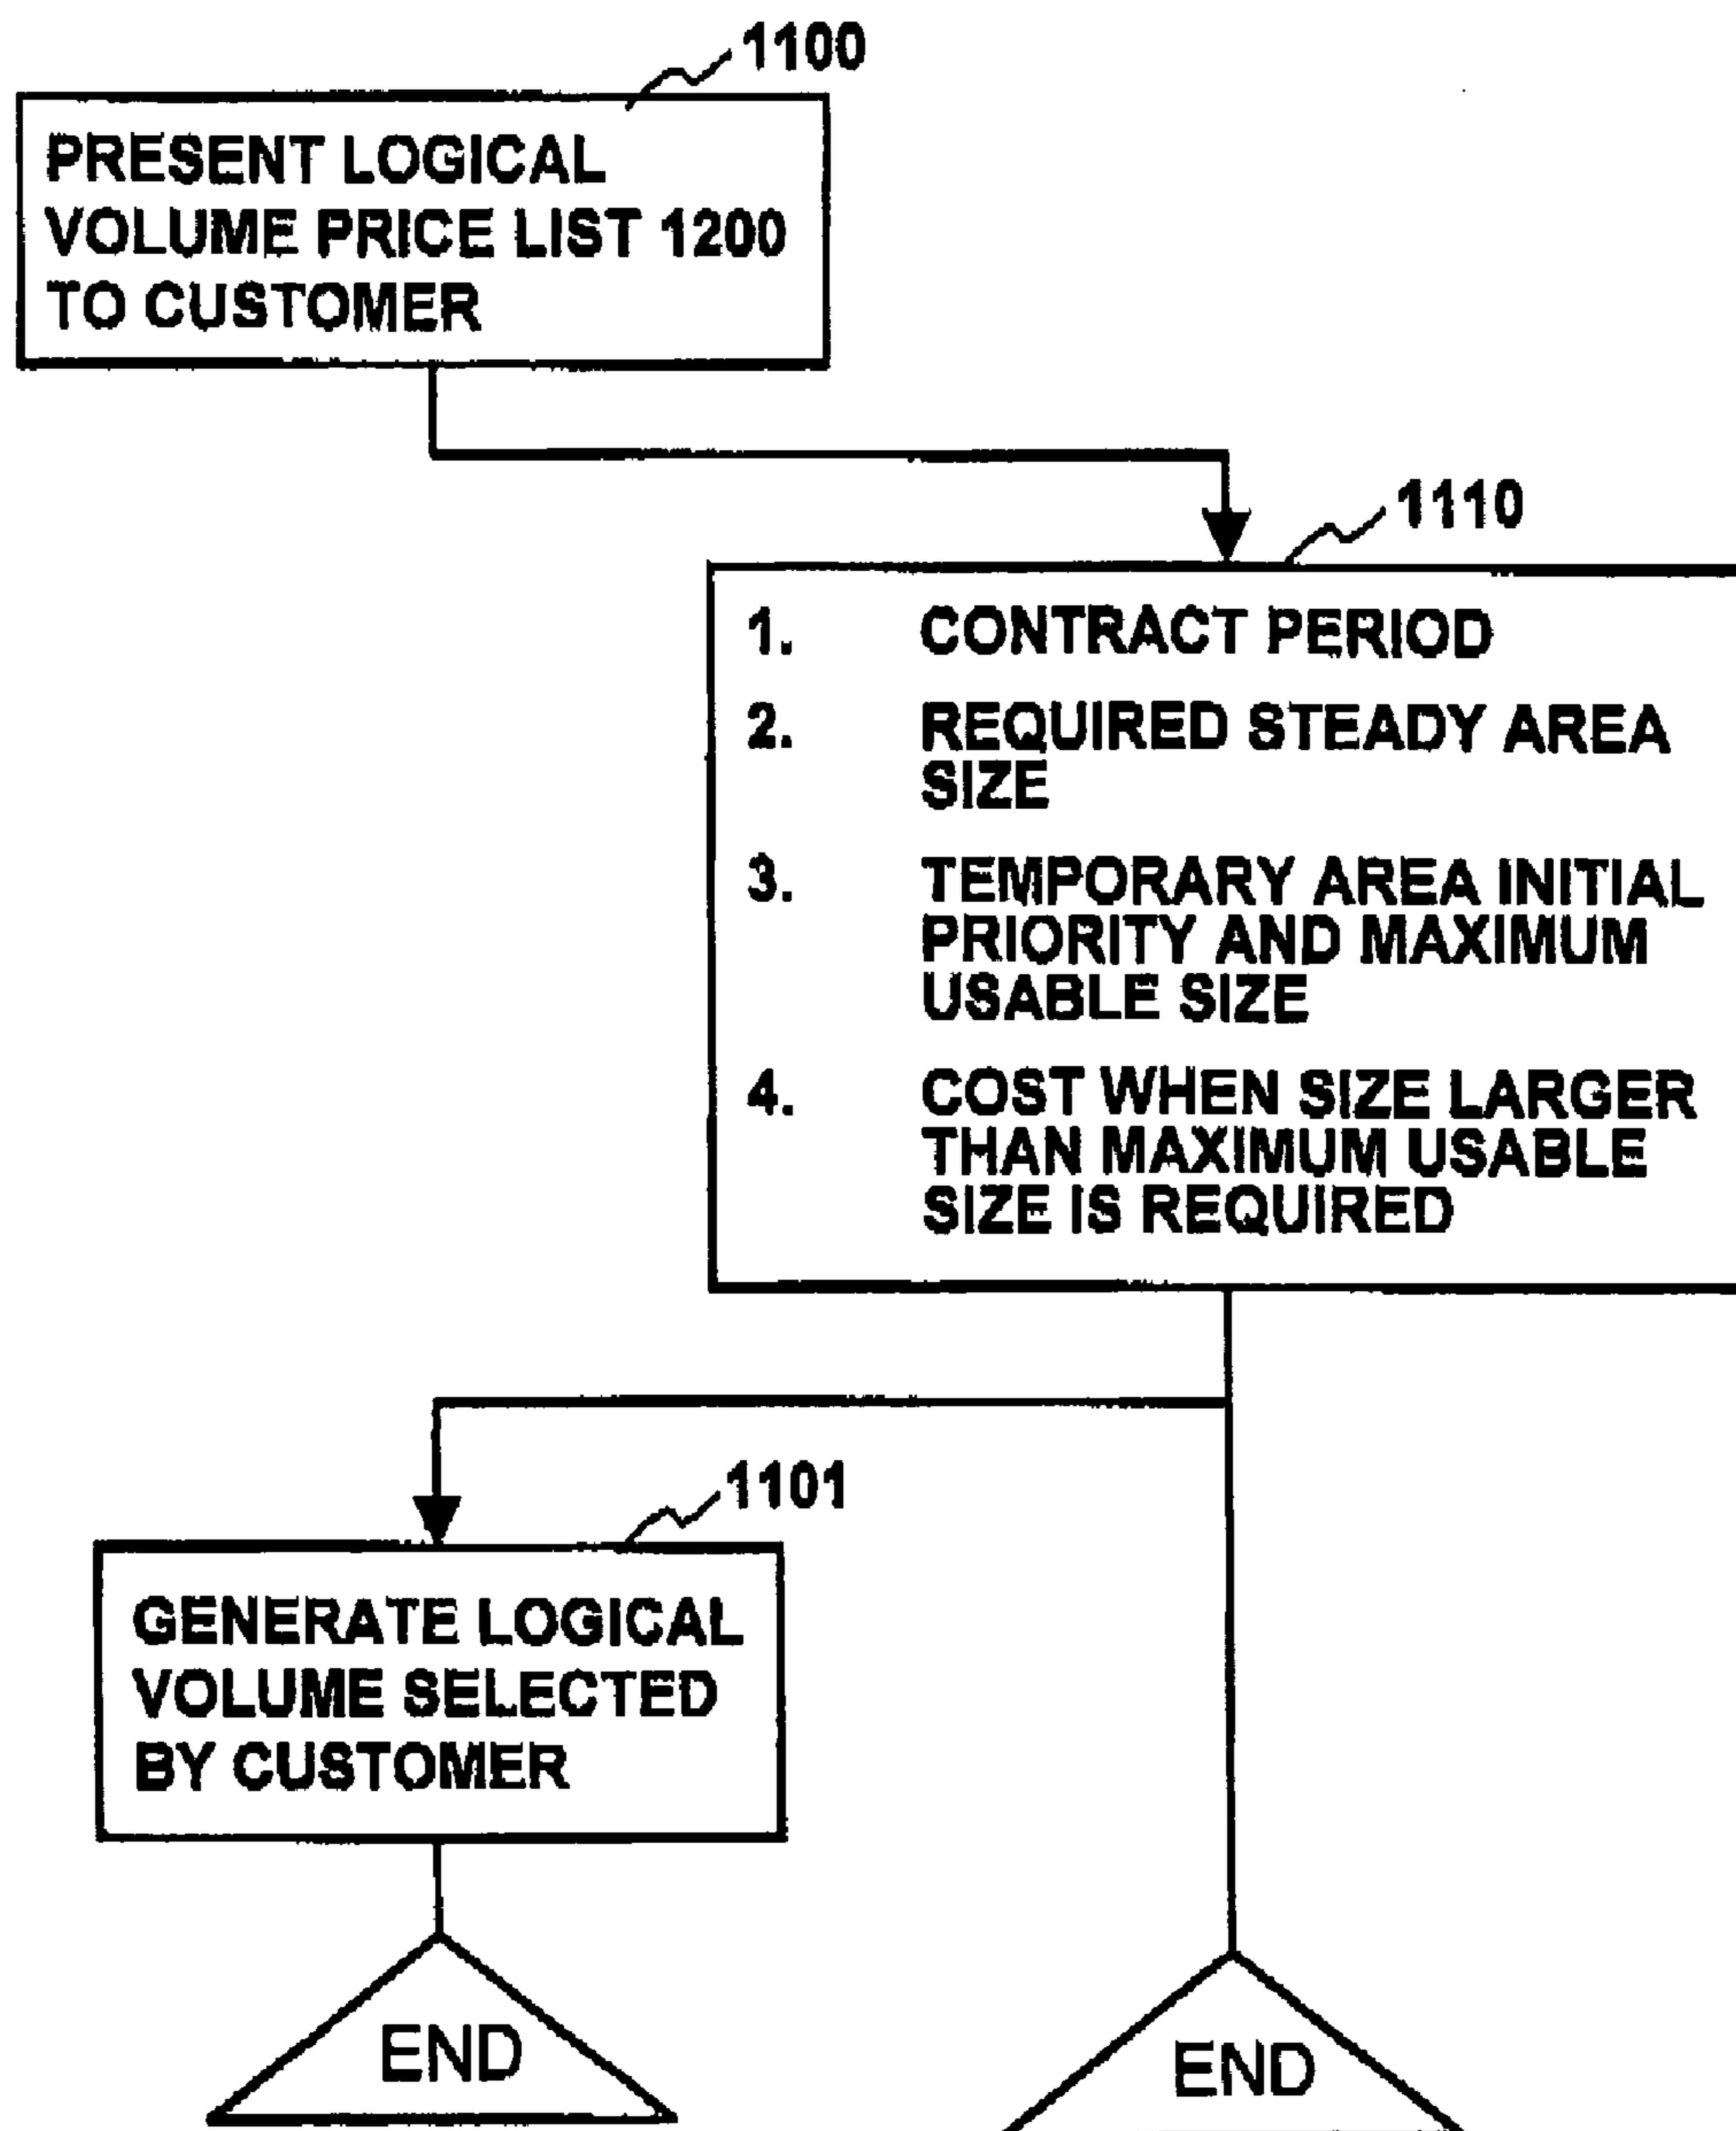 1100
PRESENT LOGICAL
VOLUME PRICE LIST 1200
TO CUSTOMER
1110
1. CONTRACT PERIOD
2. REQUIRED STEADY AREA
SIZE
3. TEMPORARY AREA INITIAL
PRIORITY AND MAXIMUM
USABLE SIZE
4. COST WHEN SIZE LARGER
THAN MAXIMUM USABLE
SIZE IS REQUIRED
1101
GENERATE LOGICAL
VOLUME SELECTED
BY CUSTOMER
END
END